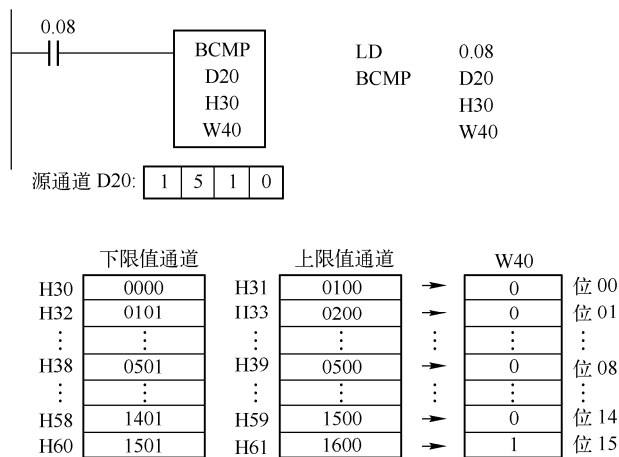 0.08
BCMP
D20
H30
W40
LD 0.08
BCMP D20
H30
W40
源通道 D20: 1 5 1 0
下限值通道 上限值通道 W40
H30 0000 H31 0100 0 位 00
H32 0101 II33 0200 0 位 01
⋮ ⋮ ⋮ ⋮ ⋮ ⋮ ⋮
H38 0501 H39 0500 0 位 08
⋮ ⋮ ⋮ ⋮ ⋮ ⋮ ⋮
H58 1401 H59 1500 0 位 14
H60 1501 H61 1600 1 位 15